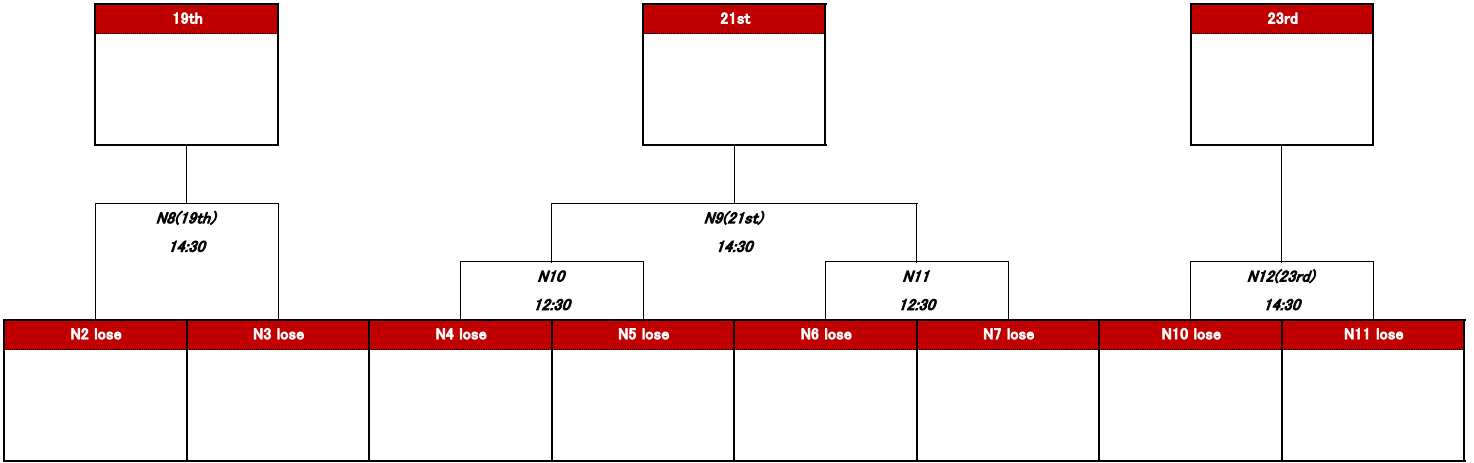 19th
21st
23rd
N8(19th)
14:30
N9(21st)
14:30
N10
12:30
N11
12:30
N12(23rd)
14:30
N2 lose
N3 lose
N4 lose
N5 lose
N6 lose
N7 lose
N10 lose
N11 lose